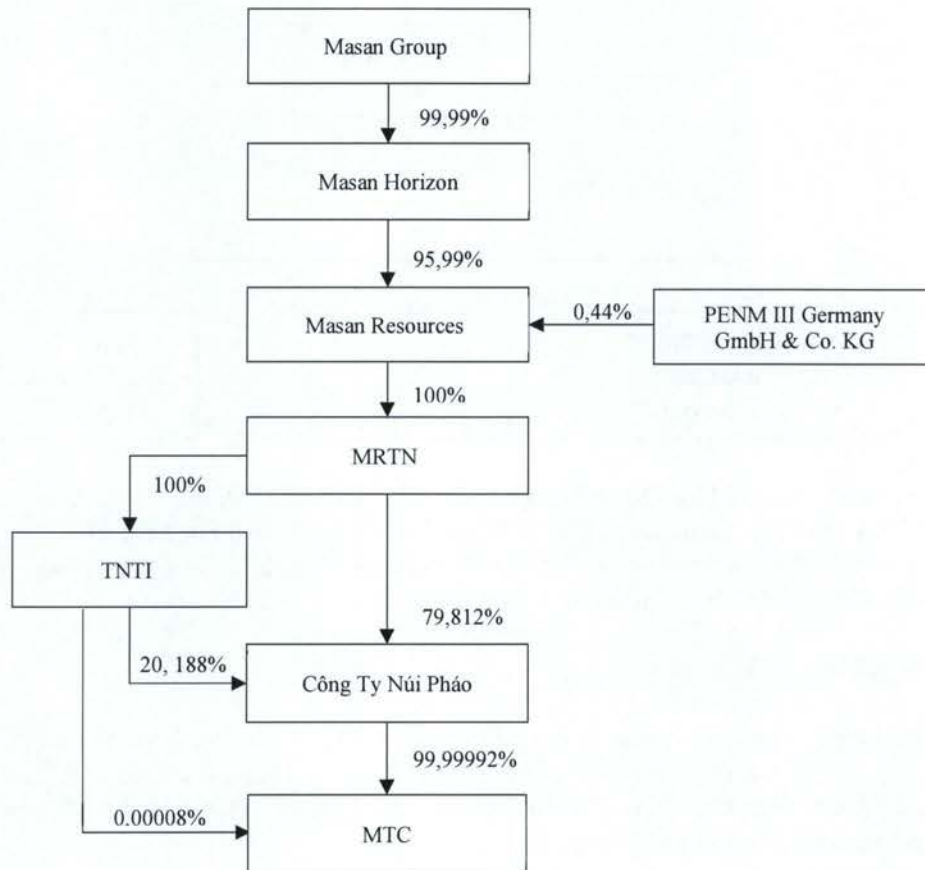 Masan Group
99,99%
Masan Horizon
95,99%
Masan Resources
0,44%
PENM III Germany
GmbH & Co. KG
100%
MRTN
100%
TNTI
79,812%
20, 188%
Công Ty Núi Pháo
99,99992%
0.00008%
MTC